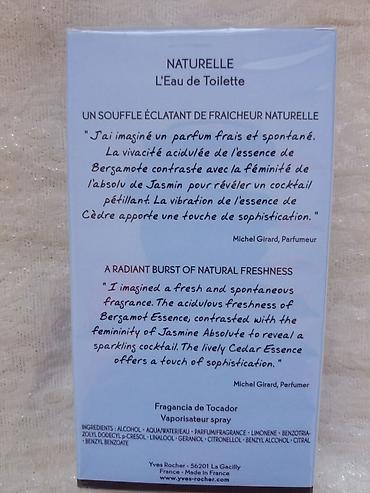 NATURELLE
L'Eau de Toilette
UN SOUFFLE ÉCLATANT DE FRAICHEUR NATURELLE
"J'ai imaginé un parfum frais et spontané.
La vivacité acidulée de l'essence de
Bergamote contraste avec la féminité de
l'absolu de Jasmin pour révéler un cocktail
pétillant. La vibration de l'essence de
Cèdre apporte une touche de sophistication."
Michel Girard, Parfumeur
A RADIANT BURST OF NATURAL FRESHNESS
"I imagined a fresh and spontaneous
fragrance. The acidulous freshness of
Bergamot Essence, contrasted with the
femininity of Jasmine Absolute to reveal a
sparkling cocktail. The lively Cedar Essence
offers a touch of sophistication."
Michel Girard, Perfumer
Fragancia de Tocador
Vaporisateur spray
INGREDIENTS : ALCOHOL • AQUA/WATER/EAU • PARFUM/FRAGRANCE • LIMONENE • BENZOTRIA-
ZOLYL DODECYL p-CRESOL • LINALOOL • GERANIOL • CITRONELLOL • BENZYL ALCOHOL • CITRAL
• BENZYL BENZOATE
Yves Rocher - 56201 La Gacilly
France - Made in France
www.yves-rocher.com